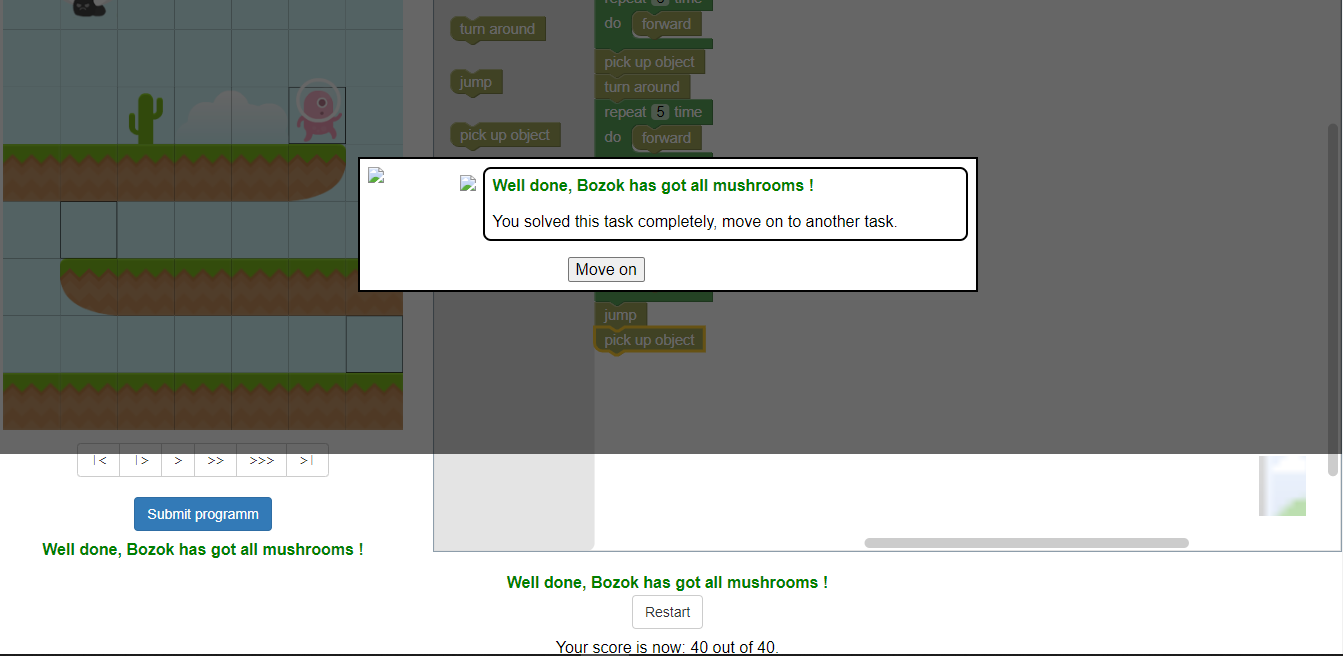 repeat 5 time
turn around
do forward
pick up object
jump
turn around
repeat 5 time
pick up object
do forward
Well done, Bozok has got all mushrooms !
You solved this task completely, move on to another task.
Move on
jump
pick up object
|< |> > >> >>> >|
Submit programm
Well done, Bozok has got all mushrooms !
Well done, Bozok has got all mushrooms !
Restart
Your score is now: 40 out of 40.